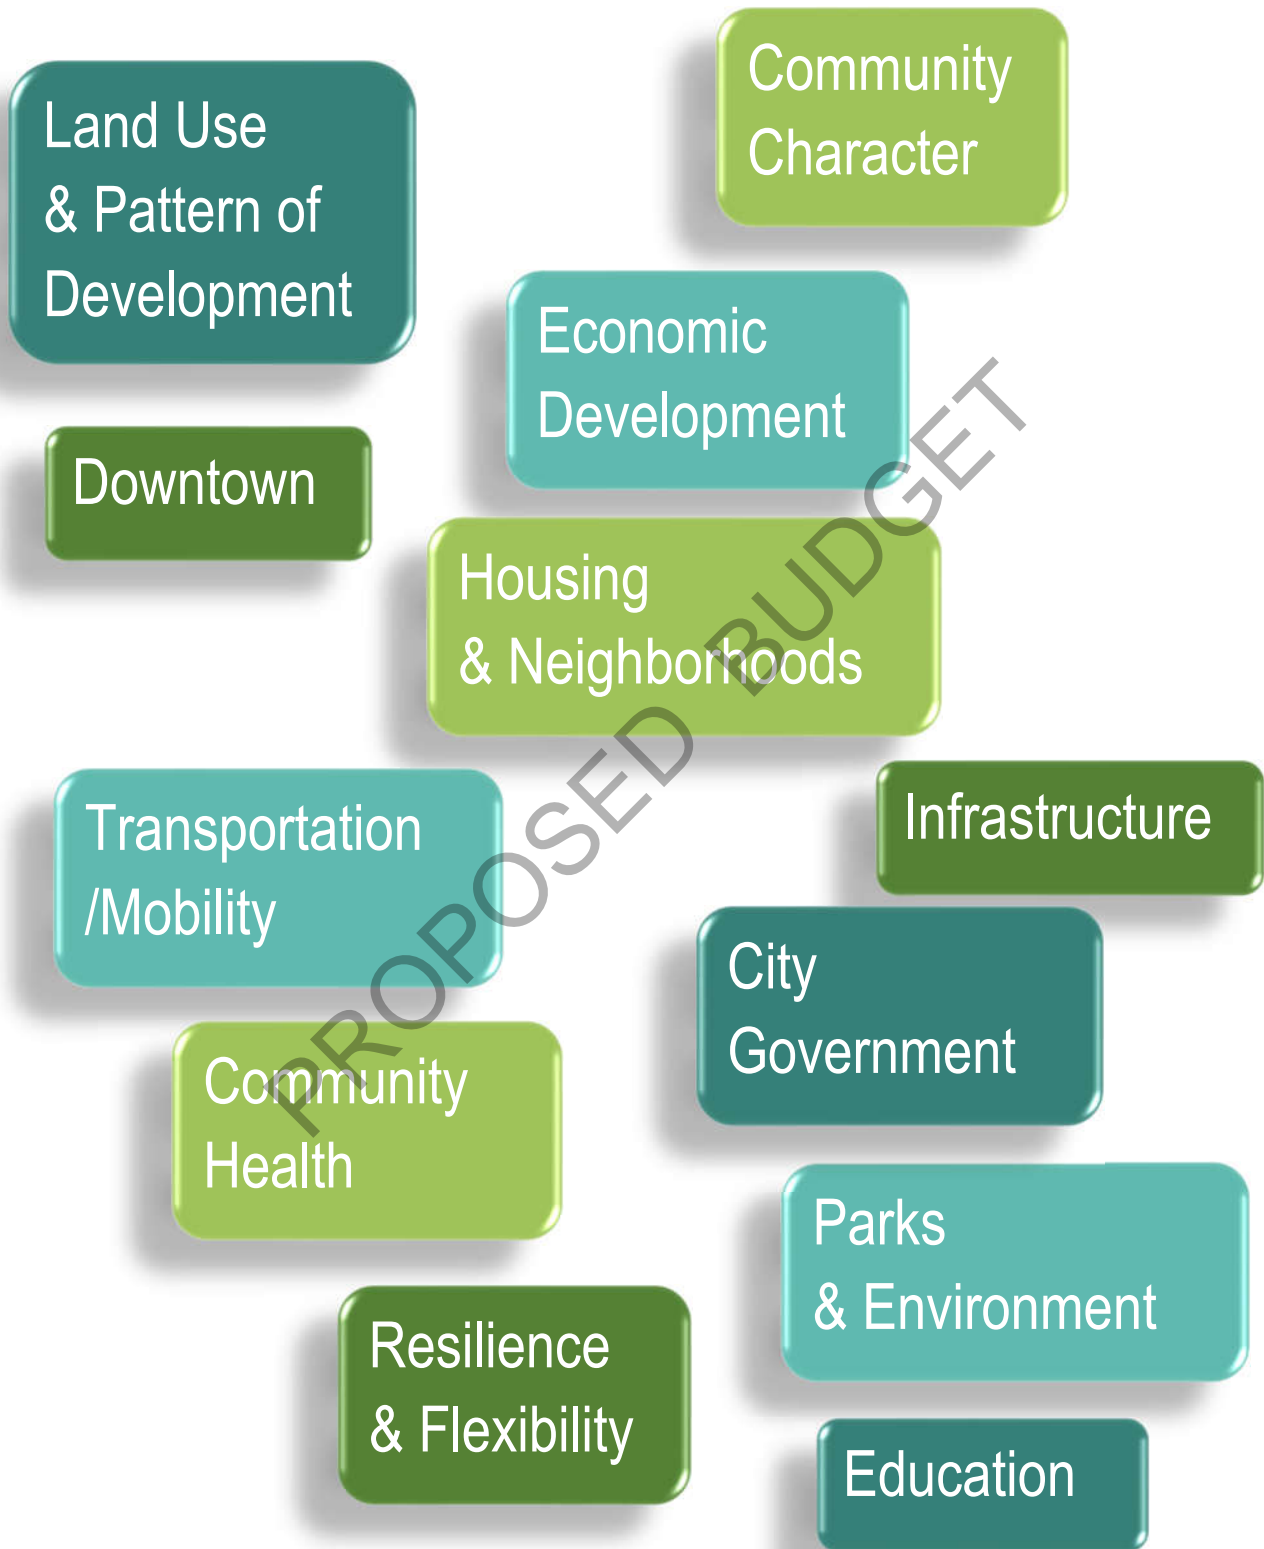 Community
Character
Land Use
& Pattern of
Development
Economic
Development
Downtown
Housing
& Neighborhoods
Transportation
/Mobility
Infrastructure
City
Government
Community
Health
Parks
& Environment
Resilience
& Flexibility
Education
PROPOSED BUDGET